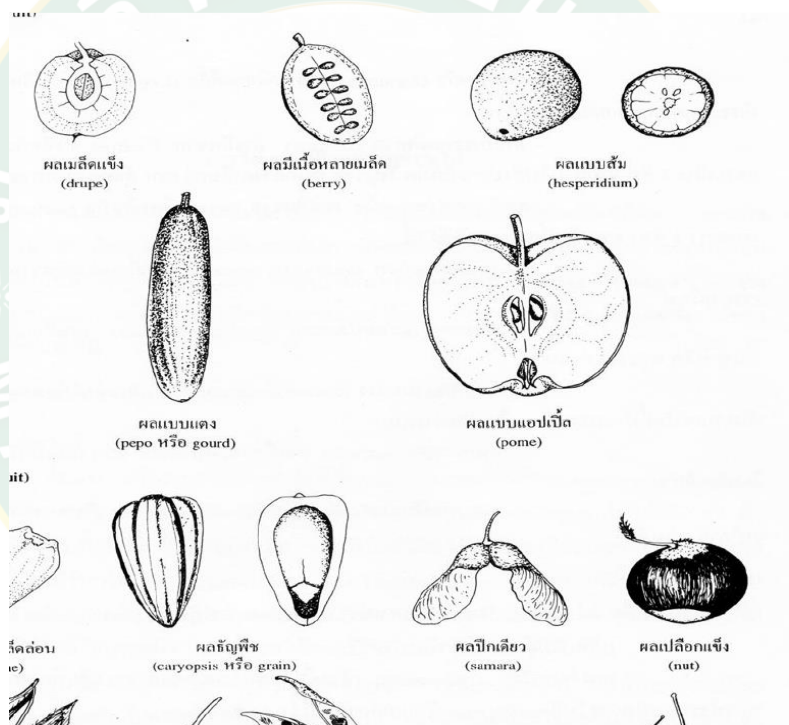 ผลเมล็ดแข็ง
(drupe)
ผลมีเนื้อหลายเมล็ด
(berry)
ผลแบบส้ม
(hesperidium)
ผลแบบแตง
(pepo หรือ gourd)
ผลแบบแอปเปิ้ล
(pome)
uit)
ผลธัญพืช
(caryopsis หรือ grain)
ผลปีกเดียว
(samara)
ผลเปลือกแข็ง
(nut)